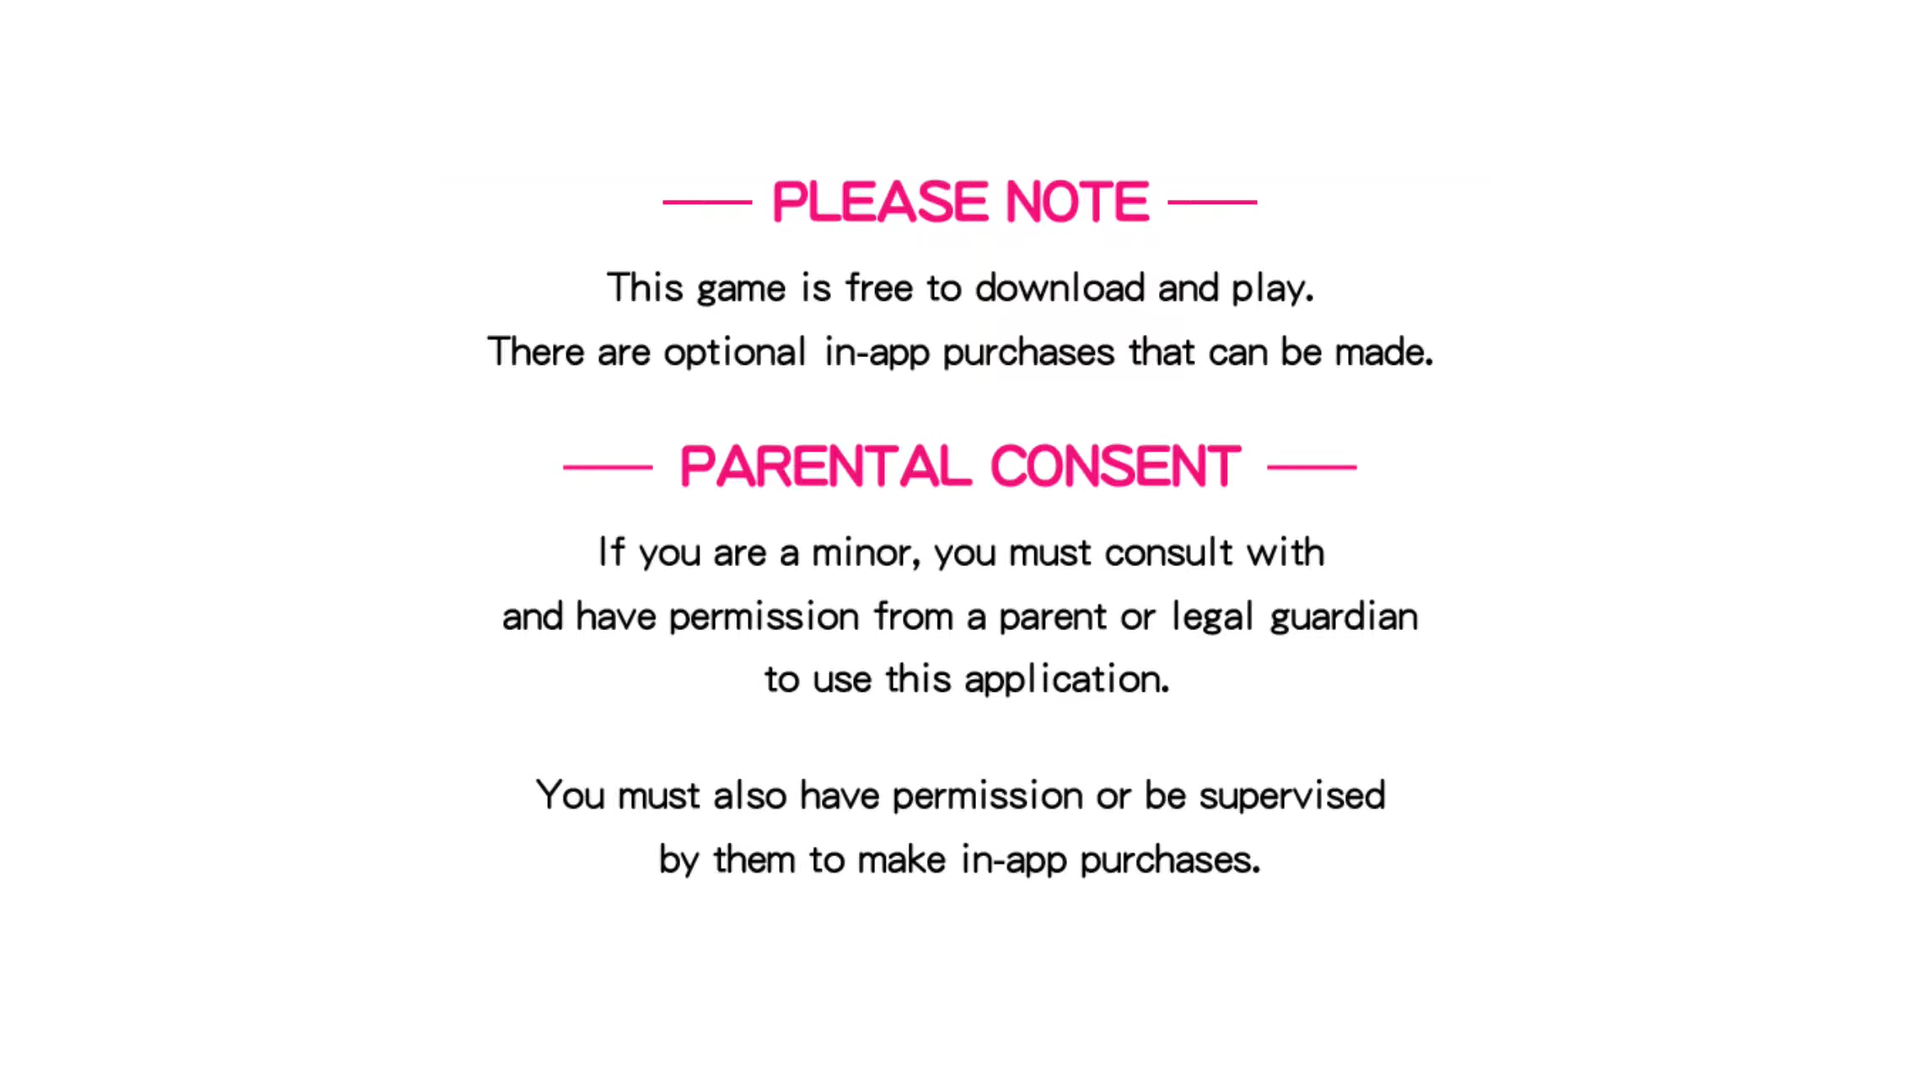 PLEASE NOTE
This game is free to download and play.
There are optional in-app purchases that can be made.
PARENTAL CONSENT
If you are a minor, you must consult with
and have permission from a parent or legal guardian
to use this application.
You must also have permission or be supervised
by them to make in-app purchases.